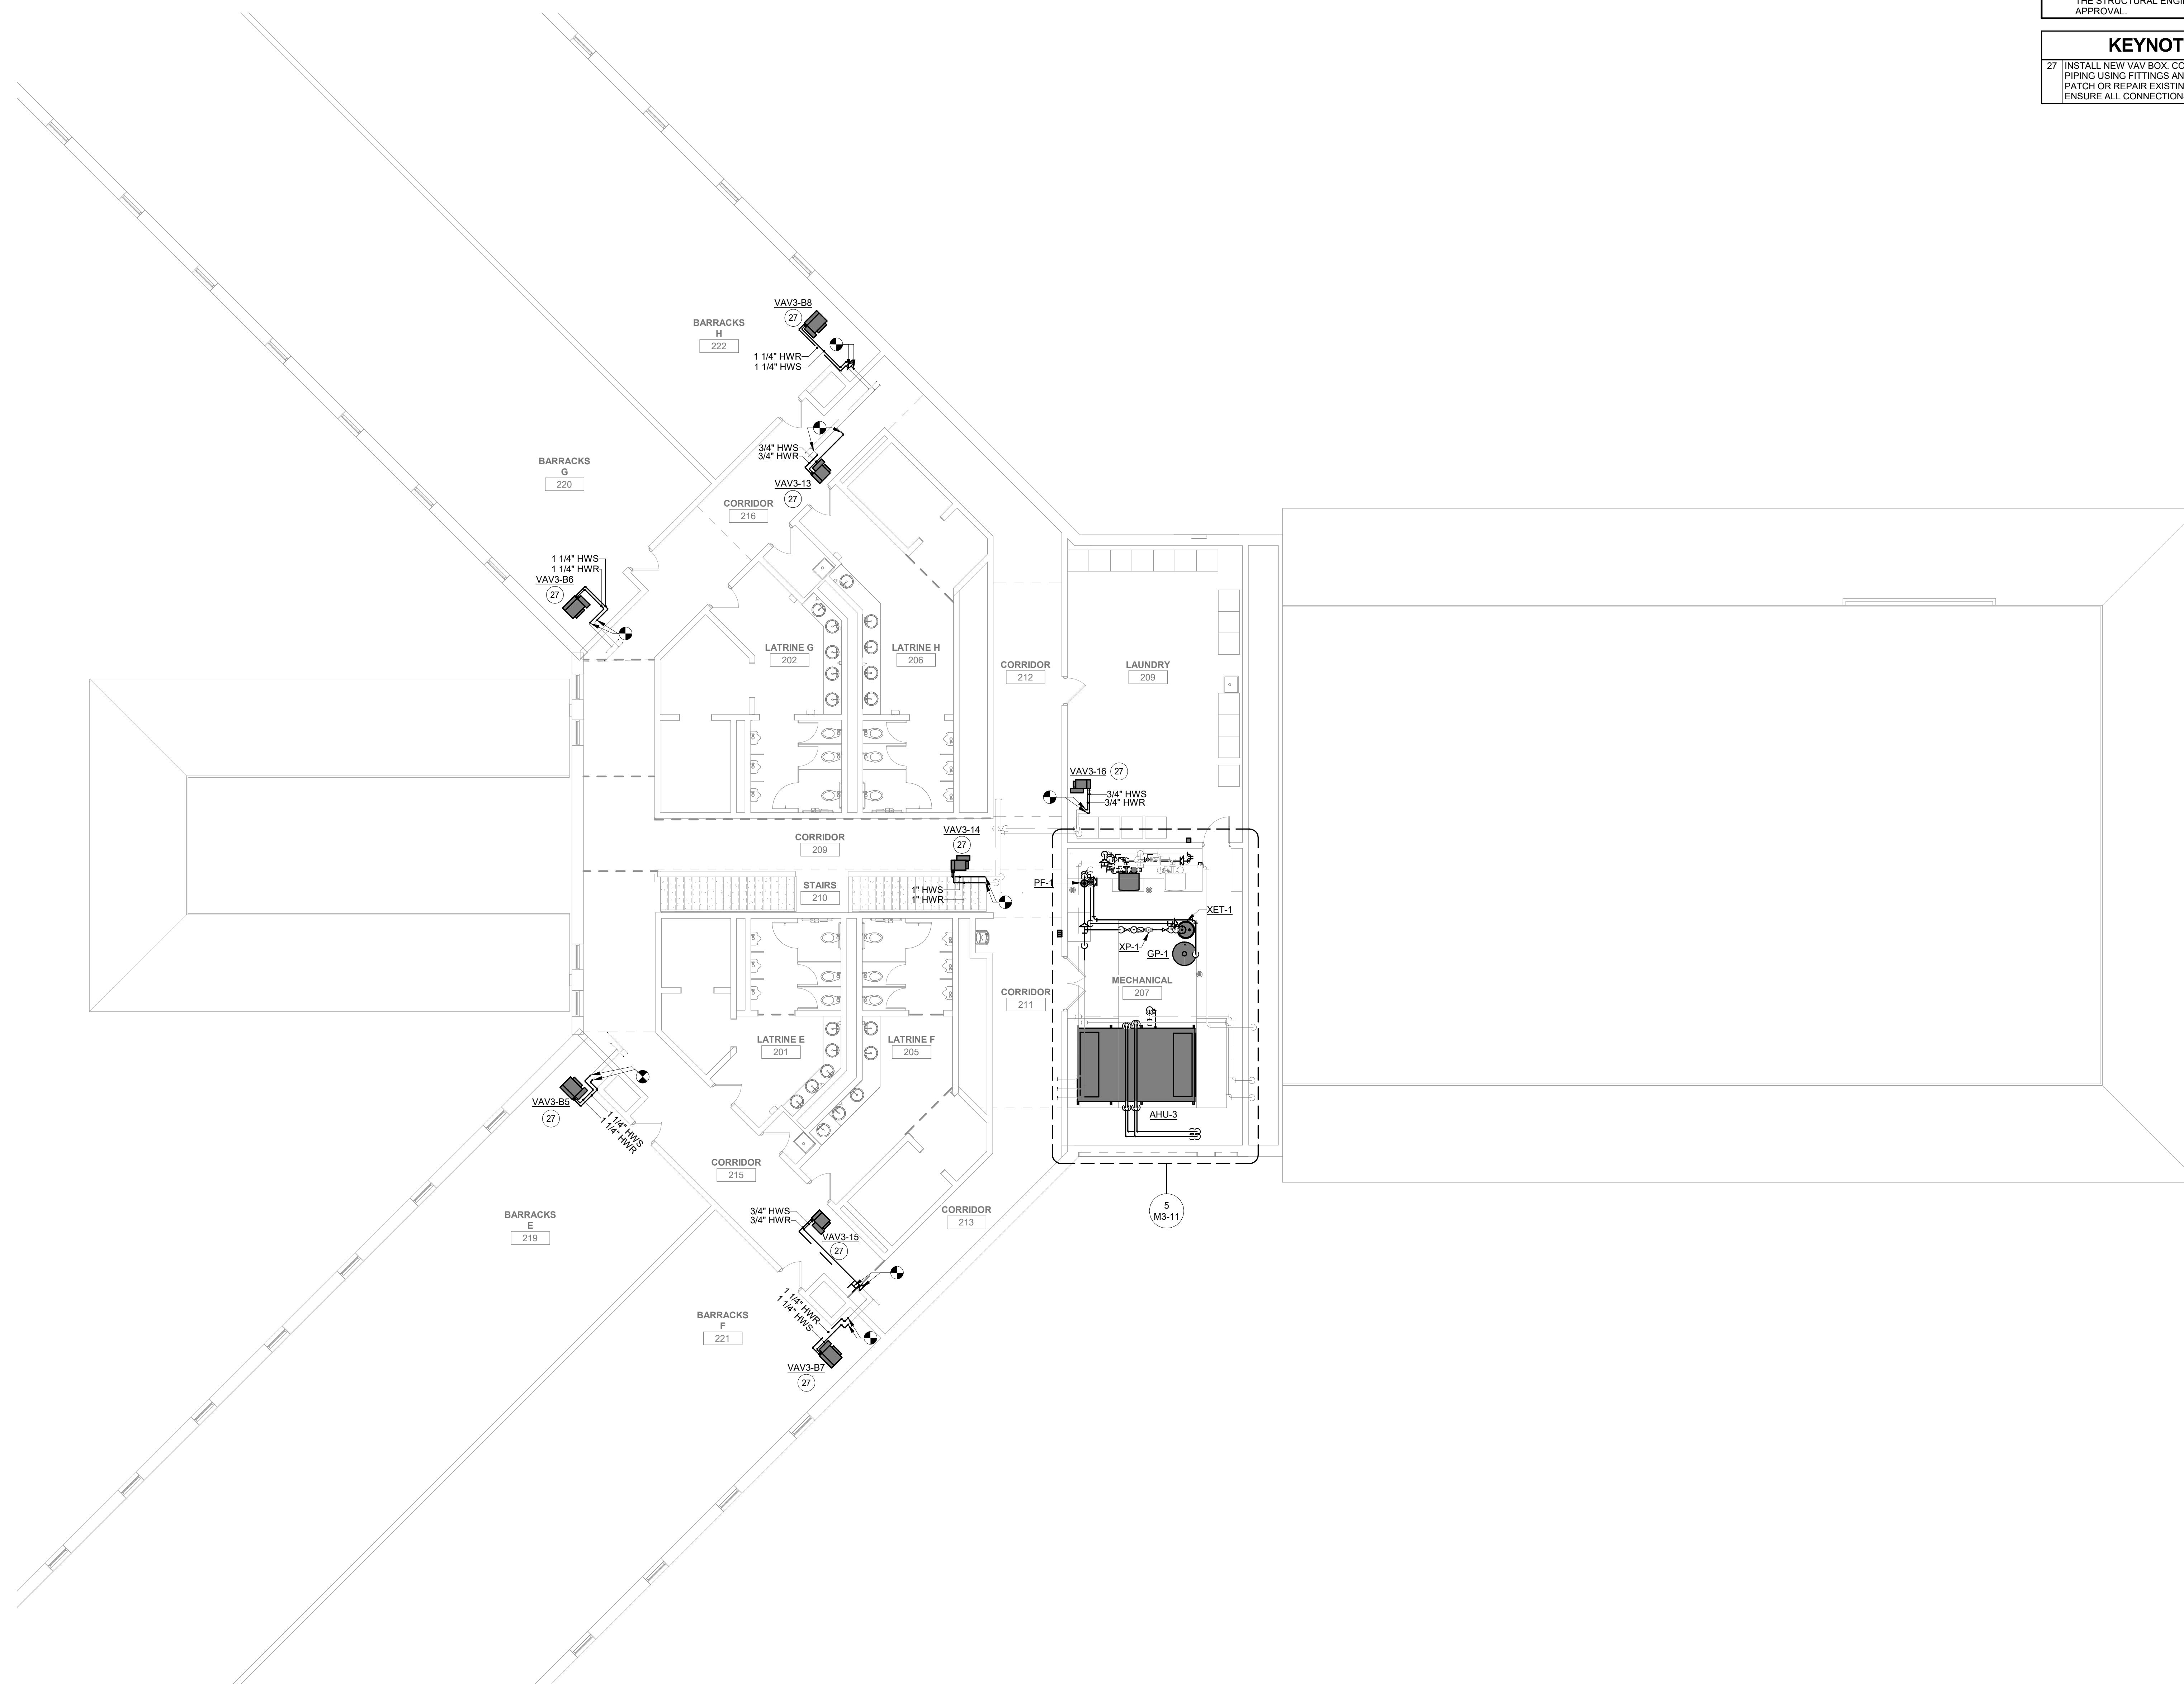 THE STRUCTURAL
APPROVAL.
KEYNOT
27 INSTALL NEW VAV BOX. CO
PIPING USING FITTINGS AN
PATCH OR REPAIR EXISTIN
ENSURE ALL CONNECTION
VAV3-B8
27
BARRACKS
H
222
1 1/4" HWR
1 1/4" HWS
3/4" HWS
3/4" HWR
VAV3-13
27
BARRACKS
G
220
CORRIDOR
216
1 1/4" HWS
1 1/4" HWR
VAV3-B6
27
LATRINE G
202
LATRINE H
206
CORRIDOR
212
LAUNDRY
209
VAV3-16 27
3/4" HWS
3/4" HWR
CORRIDOR
209
VAV3-14
27
STAIRS
210
1" HWS
1" HWR
PF-1
XET-1
XP-1
GP-1
MECHANICAL
207
CORRIDOR
211
LATRINE E
201
LATRINE F
205
VAV3-B5
27
1 1/4" HWS
1 1/4" HWR
AHU-3
CORRIDOR
215
5
M3-11
BARRACKS
E
219
3/4" HWS
3/4" HWR
VAV3-15
27
CORRIDOR
213
1 1/4" HWR
1 1/4" HWS
BARRACKS
F
221
VAV3-B7
27